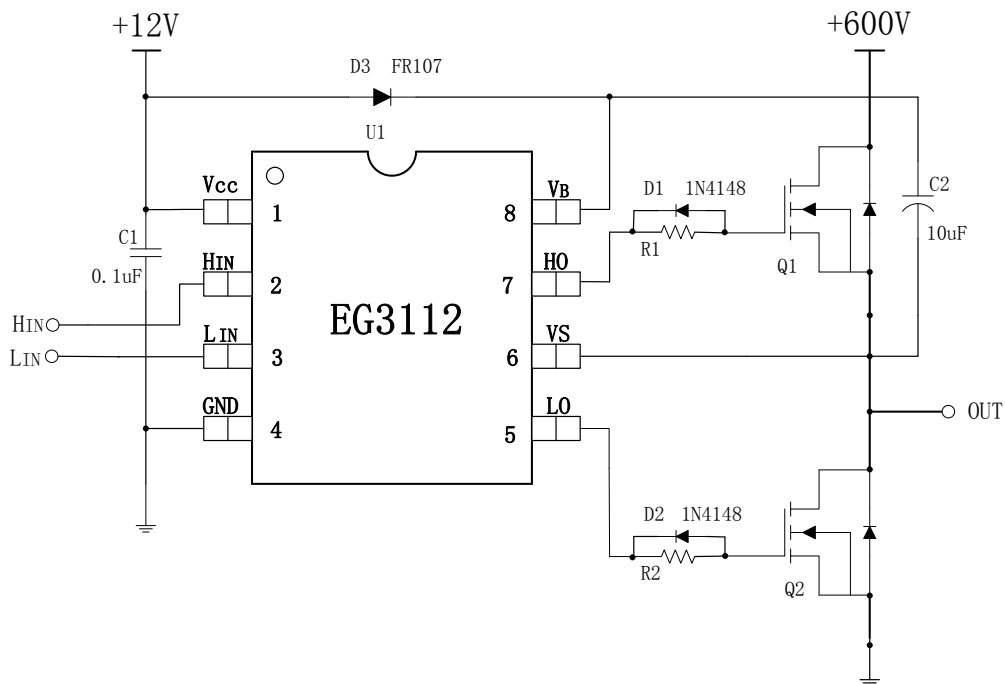 +12V
+600V
D3 FR107
U1
Vcc
1
HIN
2
LIN
3
GND
4
EG3112
VB
8
HO
7
VS
6
LO
5
C1
0.1uF
HIN
LIN
D1 1N4148
R1
Q1
C2
10uF
OUT
D2 1N4148
R2
Q2